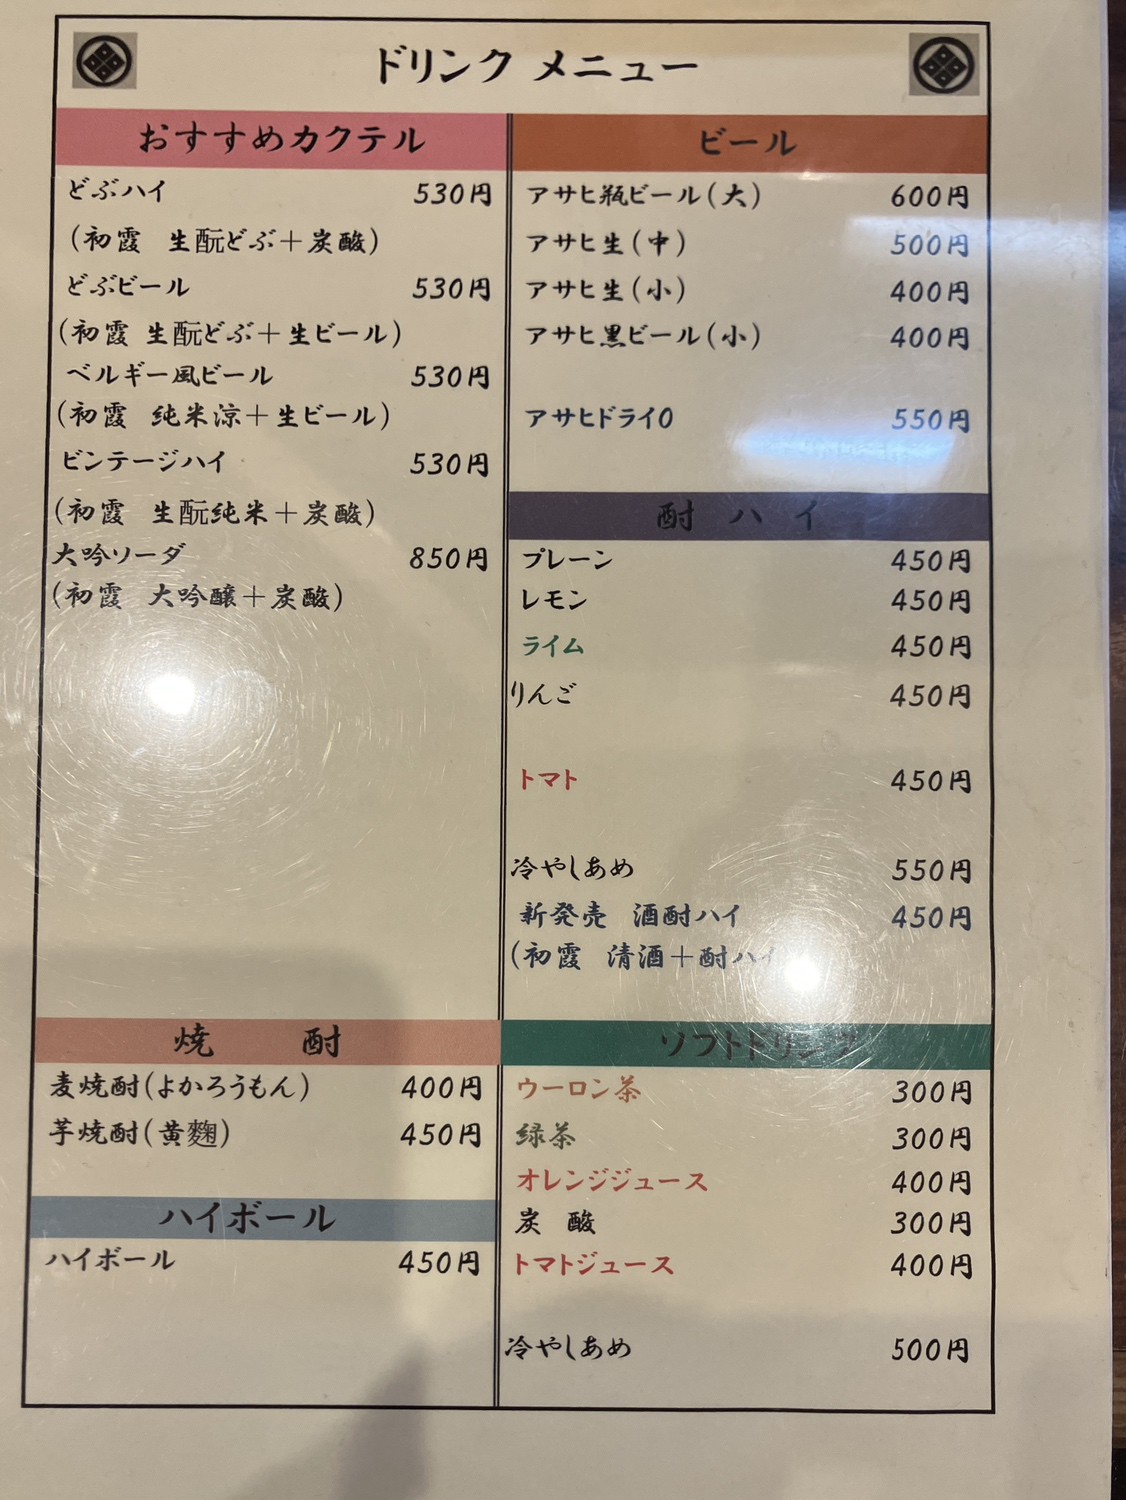 ドリンク メニュー
おすすめカクテル
どぶハイ 530円
(初霞 生酛どぶ＋炭酸)
どぶビール 530円
(初霞 生酛どぶ＋生ビール)
ベルギー風ビール 530円
(初霞 純米涼＋生ビール)
ビンテージハイ 530円
(初霞 生酛純米＋炭酸)
大吟ソーダ 850円
(初霞 大吟醸＋炭酸)
焼 酎
麦焼酎(よかろうもん) 400円
芋焼酎(黄麹) 450円
ハイボール
ハイボール 450円
ビール
アサヒ瓶ビール(大) 600円
アサヒ生(中) 500円
アサヒ生(小) 400円
アサヒ黒ビール(小) 400円
アサヒドライ0 550円
酎 ハ イ
プレーン 450円
レモン 450円
ライム 450円
りんご 450円
トマト 450円
冷やしあめ 550円
新発売 酒酎ハイ 450円
(初霞 清酒＋酎ハイ
ソフトドリンク
ウーロン茶 300円
緑茶 300円
オレンジジュース 400円
炭 酸 300円
トマトジュース 400円
冷やしあめ 500円